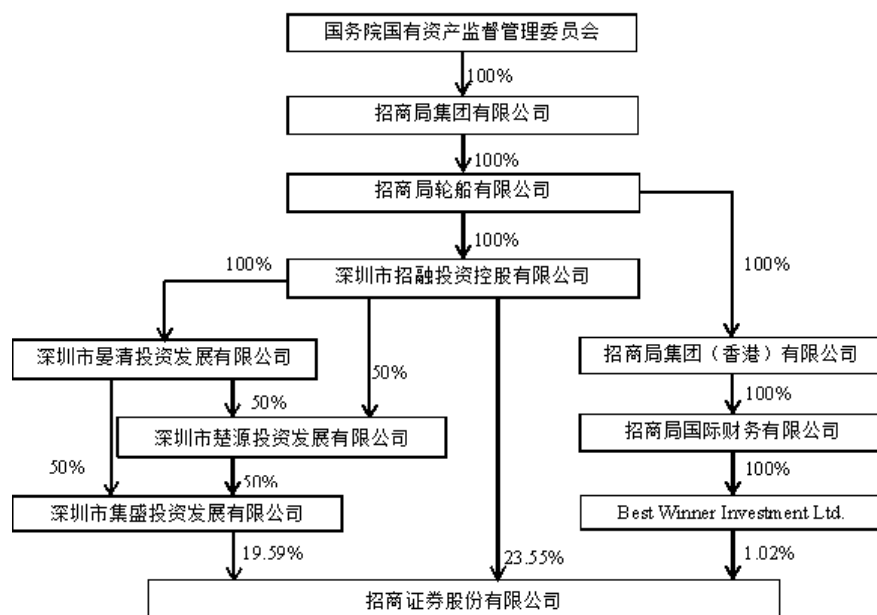 国务院国有资产监督管理委员会
100%
招商局集团有限公司
100%
招商局轮船有限公司
100%
100%
深圳市招融投资控股有限公司
100%
深圳市晏清投资发展有限公司
招商局集团（香港）有限公司
50%
50%
100%
深圳市楚源投资发展有限公司
招商局国际财务有限公司
50%
50%
100%
深圳市集盛投资发展有限公司
Best Winner Investment Ltd.
19.59%
23.55%
1.02%
招商证券股份有限公司